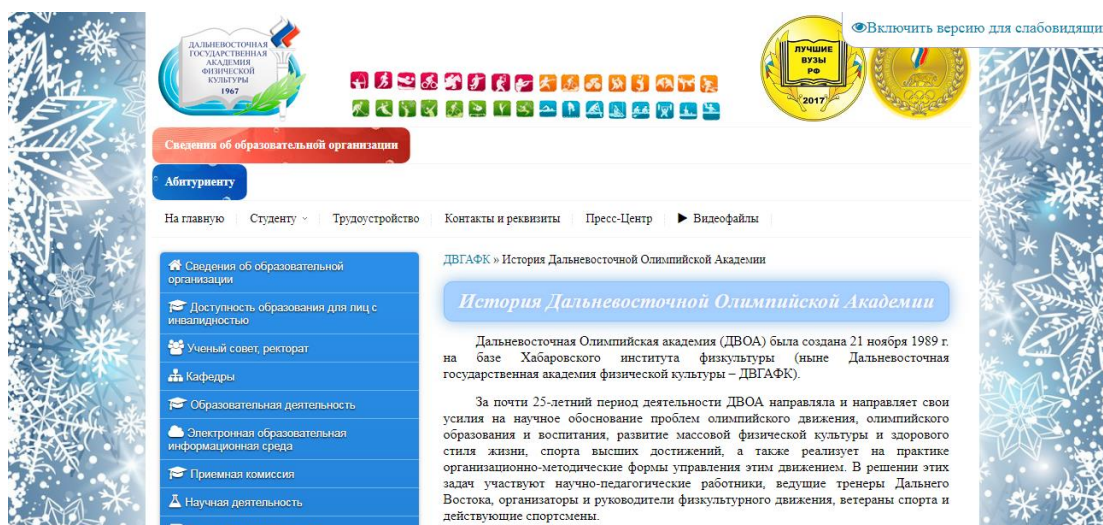 Включить версию для слабовидящи
ДАЛЬНЕВОСТОЧНАЯ
ГОСУДАРСТВЕННАЯ
АКАДЕМИЯ
ФИЗИЧЕСКОЙ
КУЛЬТУРЫ
1967
ЛУЧШИЕ
ВУЗЫ
РФ
2017
Сведения об образовательной организации
Абитуриенту
На главную Студенту Трудоустройство Контакты и реквизиты Пресс-Центр Видеофайлы
Сведения об образовательной
организации
Доступность образования для лиц с
инвалидностью
Ученый совет, ректорат
Кафедры
Образовательная деятельность
Электронная образовательная
информационная среда
Приемная комиссия
Научная деятельность
ДВГАФК » История Дальневосточной Олимпийской Академии
История Дальневосточной Олимпийской Академии
Дальневосточная Олимпийская академия (ДВОА) была создана 21 ноября 1989 г.
на базе Хабаровского института физкультуры (ныне Дальневосточная
государственная академия физической культуры – ДВГАФК).
За почти 25-летний период деятельности ДВОА направляла и направляет свои
усилия на научное обоснование проблем олимпийского движения, олимпийского
образования и воспитания, развитие массовой физической культуры и здорового
стиля жизни, спорта высших достижений, а также реализует на практике
организационно-методические формы управления этим движением. В решении этих
задач участвуют научно-педагогические работники, ведущие тренеры Дальнего
Востока, организаторы и руководители физкультурного движения, ветераны спорта и
действующие спортсмены.